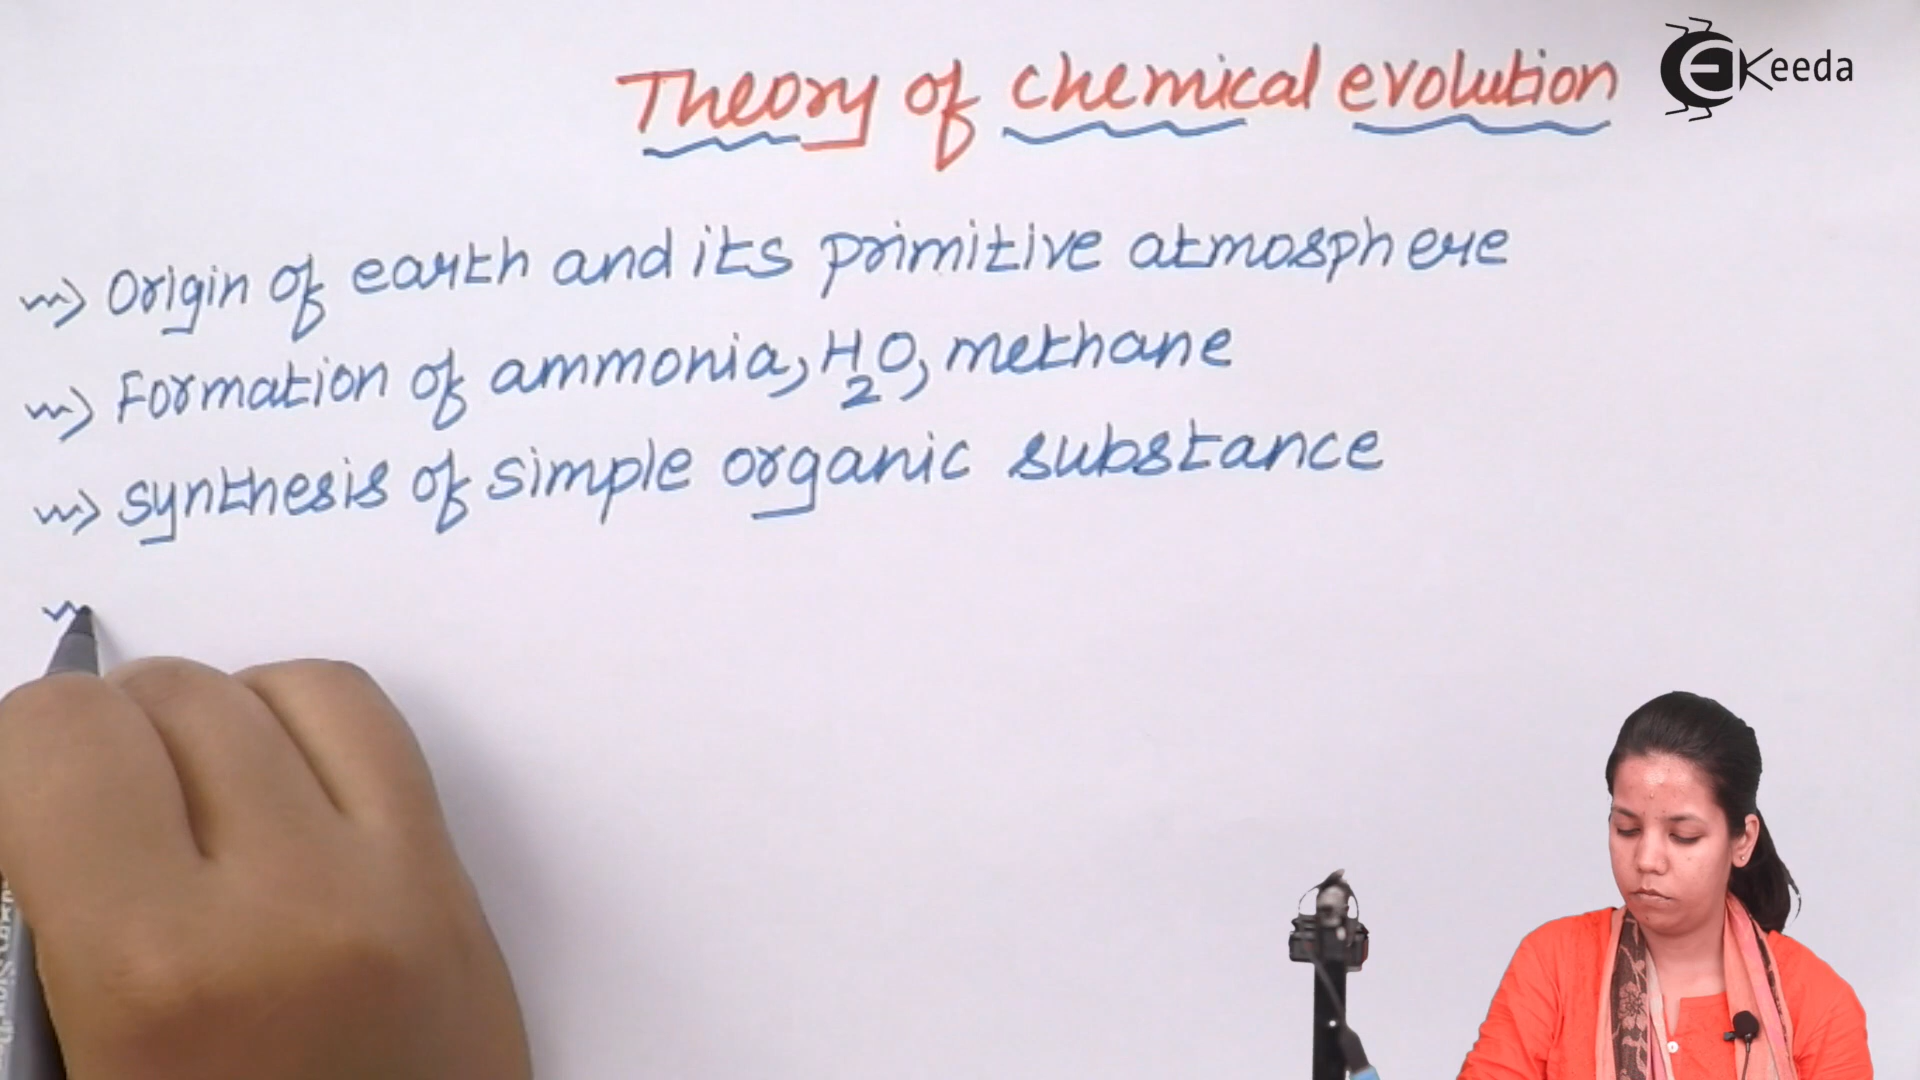 Theory of chemical evolution
EKeeda
Origin of earth and its primitive atmosphere
Formation of ammonia, H2O, methane
synthesis of simple organic substance